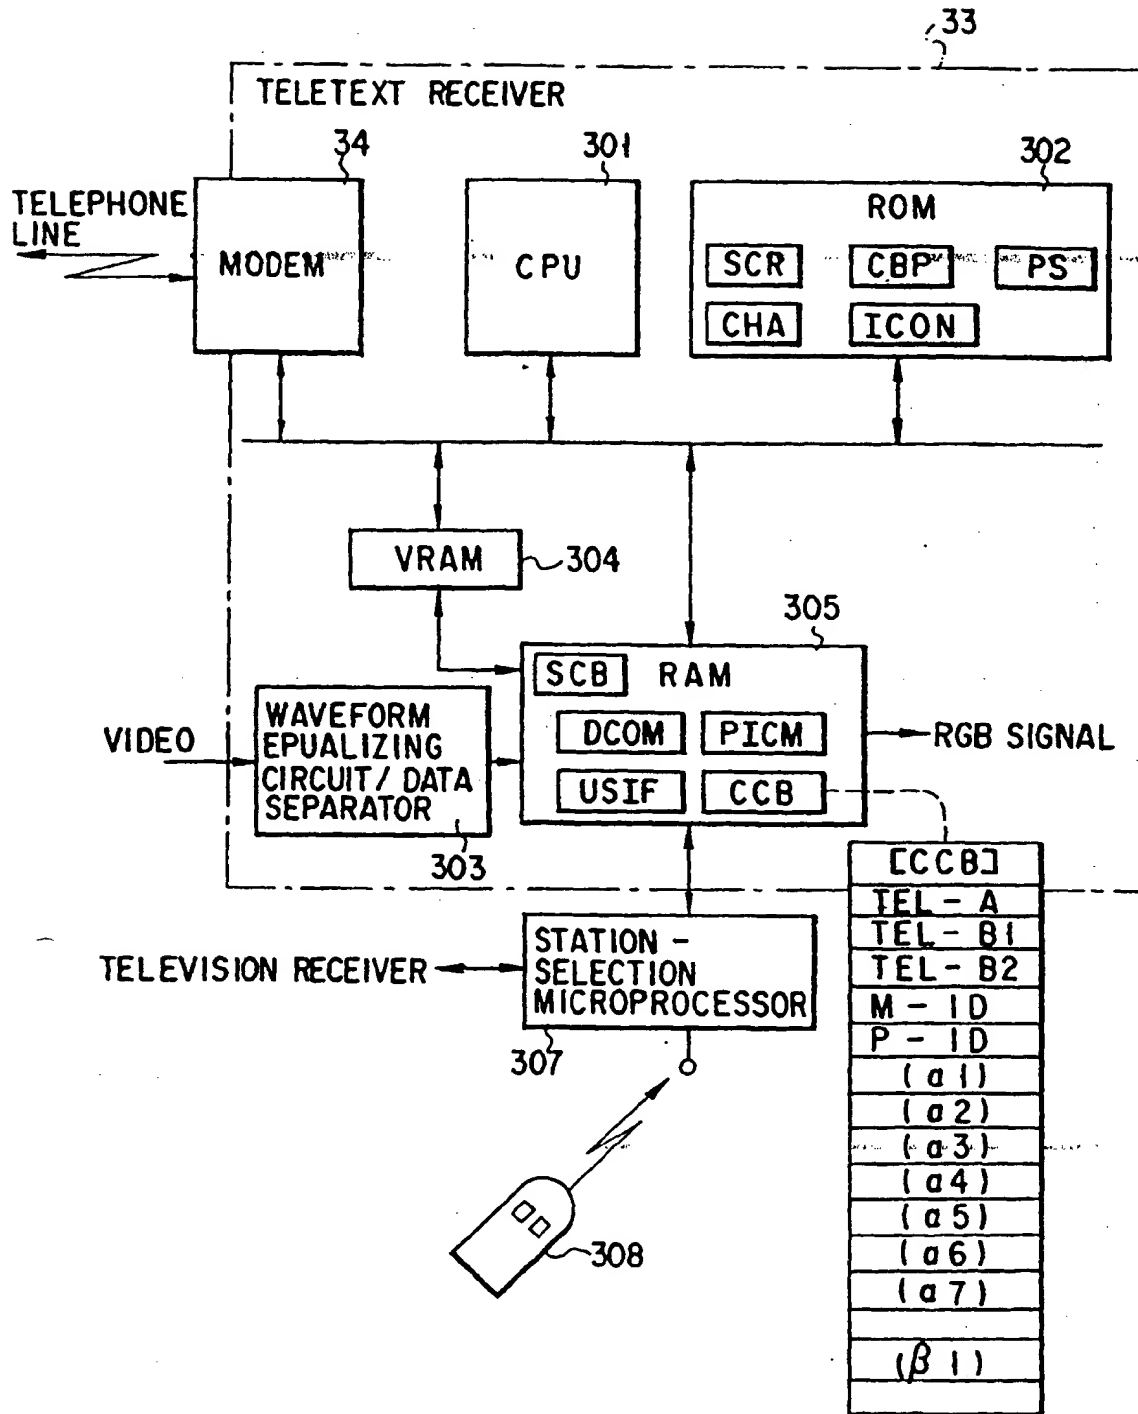 33
TELETEXT RECEIVER
34
301
302
TELEPHONE
LINE
MODEM
CPU
ROM
SCR
CBP
PS
CHA
ICON
VRAM
304
305
SCB
RAM
DCOM
PICM
USIF
CCB
VIDEO
WAVEFORM
EPUALIZING
CIRCUIT/DATA
SEPARATOR
303
RGB SIGNAL
[CCB]
TEL-A
TEL-B1
TEL-B2
M-ID
P-ID
(a1)
(a2)
(a3)
(a4)
(a5)
(a6)
(a7)
(β1)
TELEVISION RECEIVER
STATION-
SELECTION
MICROPROCESSOR
307
308